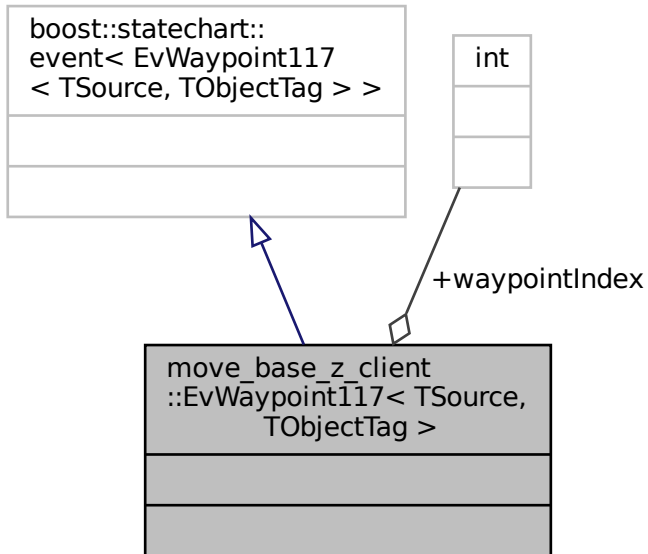 boost::statechart::
event< EvWaypoint117
< TSource, TObjectTag > >
int
+waypointIndex
move_base_z_client
::EvWaypoint117< TSource,
TObjectTag >